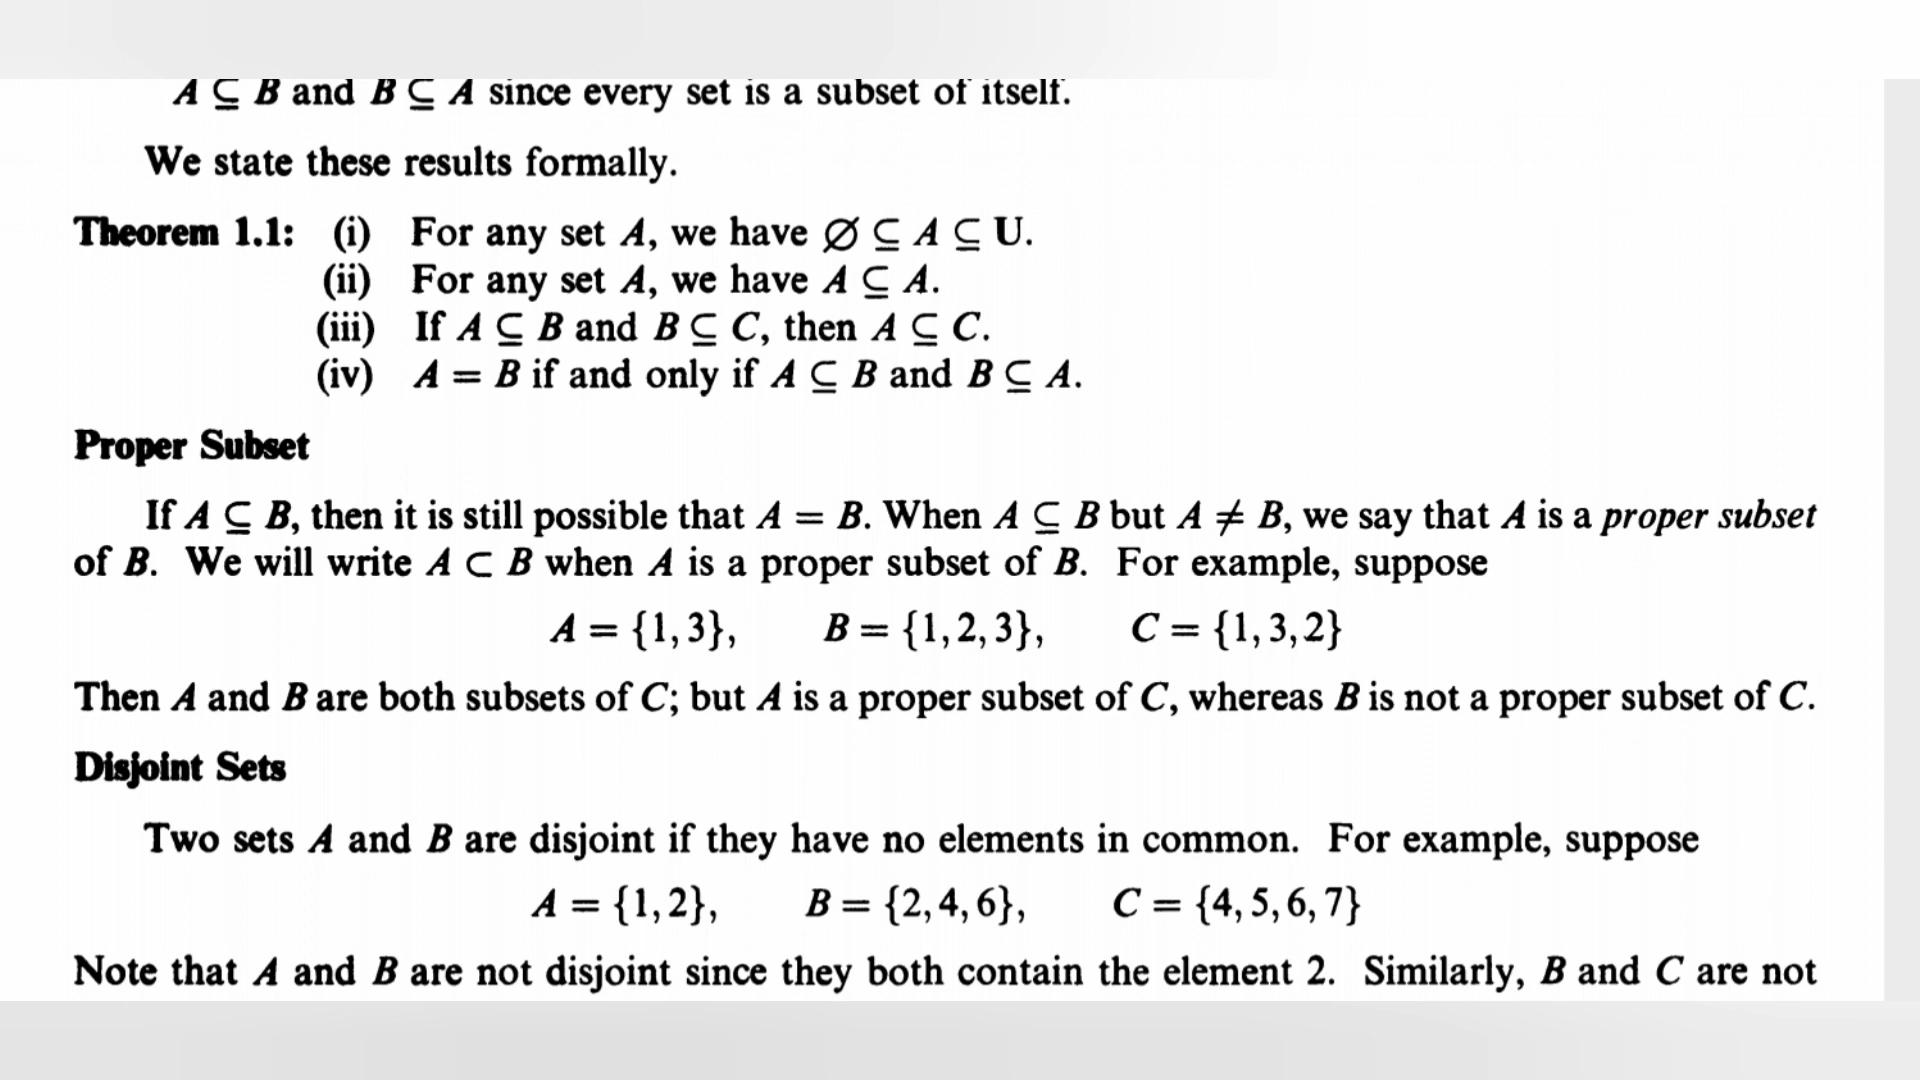 A ⊆ B and B ⊆ A since every set is a subset of itself.
We state these results formally.
Theorem 1.1: (i) For any set A, we have ∅ ⊆ A ⊆ U.
(ii) For any set A, we have A ⊆ A.
(iii) If A ⊆ B and B ⊆ C, then A ⊆ C.
(iv) A = B if and only if A ⊆ B and B ⊆ A.
Proper Subset
If A ⊆ B, then it is still possible that A = B. When A ⊆ B but A ≠ B, we say that A is a proper subset
of B. We will write A ⊂ B when A is a proper subset of B. For example, suppose
A = {1, 3}, B = {1, 2, 3}, C = {1, 3, 2}
Then A and B are both subsets of C; but A is a proper subset of C, whereas B is not a proper subset of C.
Disjoint Sets
Two sets A and B are disjoint if they have no elements in common. For example, suppose
A = {1, 2}, B = {2, 4, 6}, C = {4, 5, 6, 7}
Note that A and B are not disjoint since they both contain the element 2. Similarly, B and C are not